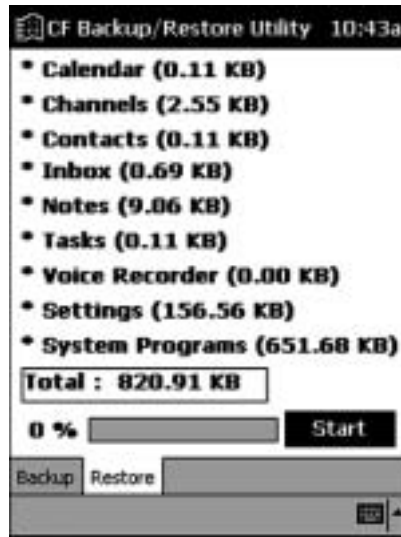 CF Backup/Restore Utility 10:43a
* Calendar (0.11 KB)
* Channels (2.55 KB)
* Contacts (0.11 KB)
* Inbox (0.69 KB)
* Notes (9.06 KB)
* Tasks (0.11 KB)
* Voice Recorder (0.00 KB)
* Settings (156.56 KB)
* System Programs (651.68 KB)
Total : 820.91 KB
0 % Start
Backup Restore